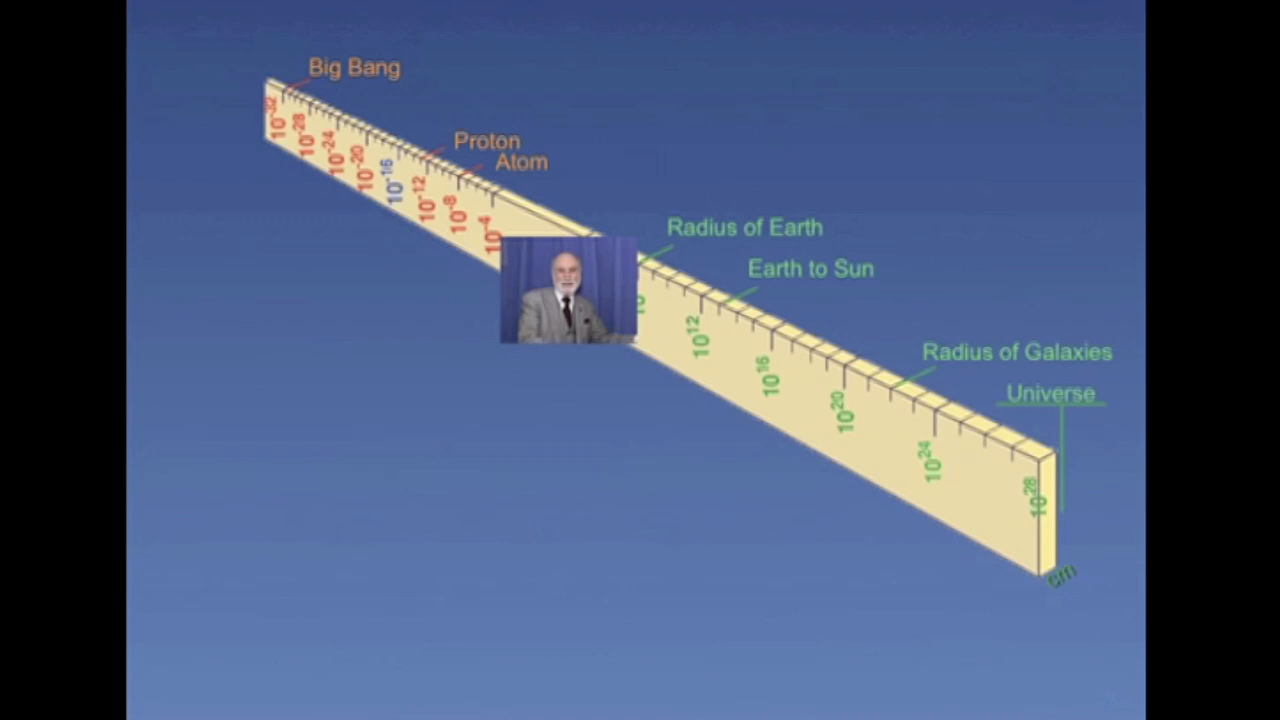 Big Bang
Proton
Atom
10^-32
10^-28
10^-24
10^-20
10^-16
10^-12
10^-8
10^-4
Radius of Earth
Earth to Sun
Radius of Galaxies
Universe
10^12
10^16
10^20
10^24
10^28
cm